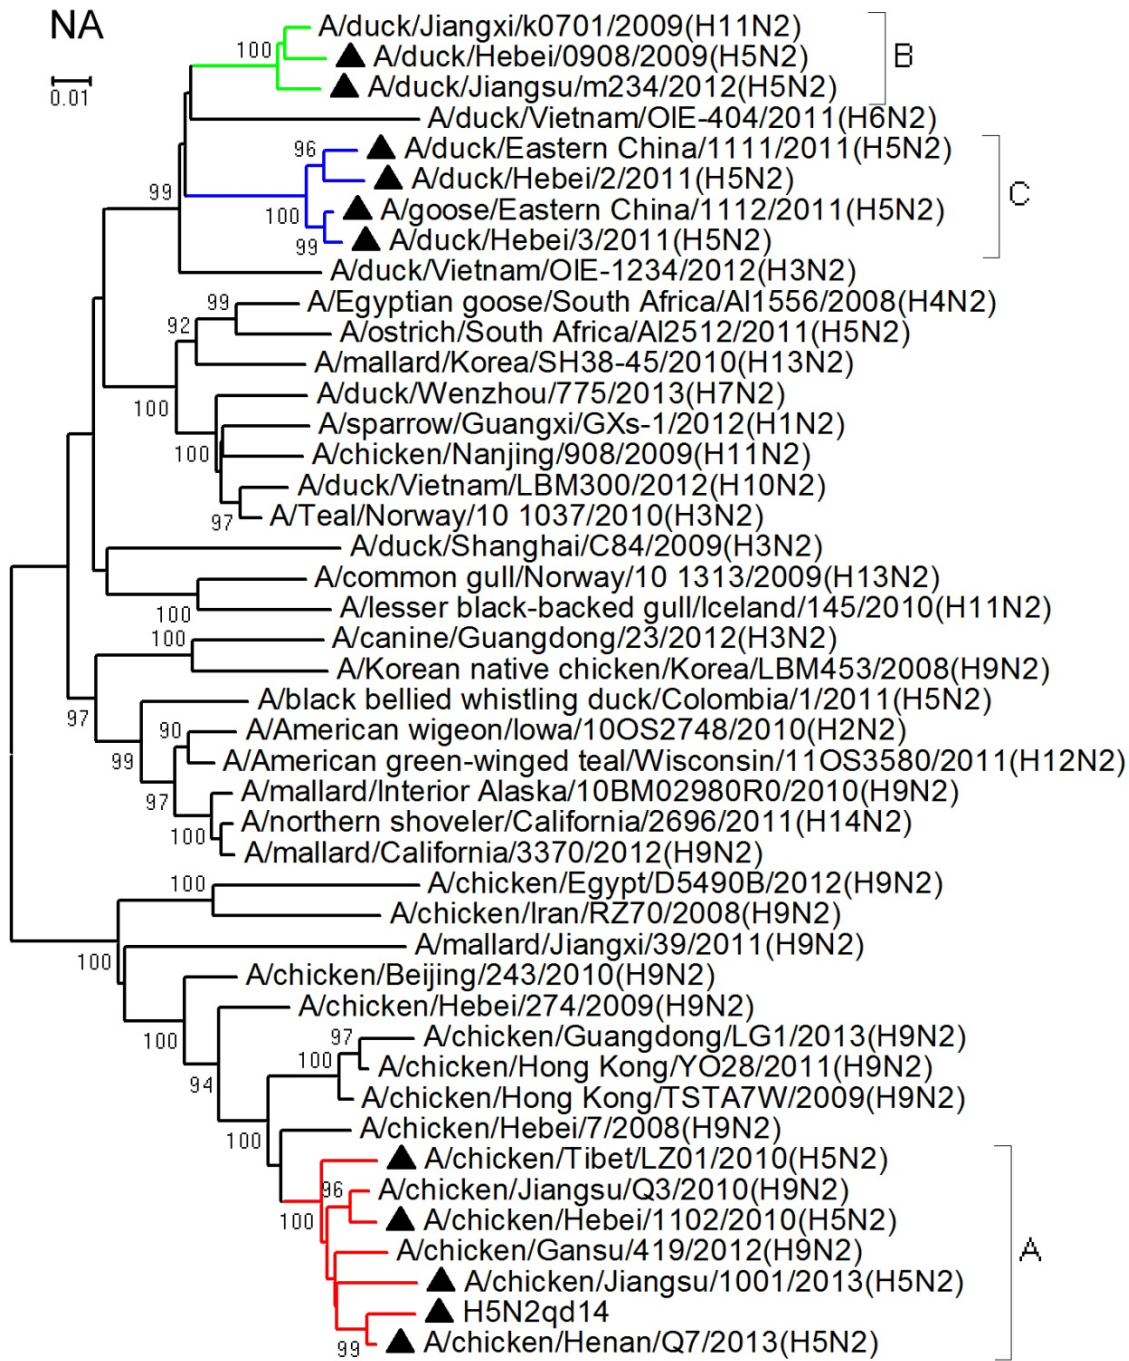 NA
0.01
A/duck/Jiangxi/k0701/2009(H11N2)
100
A/duck/Hebei/0908/2009(H5N2)
B
A/duck/Jiangsu/m234/2012(H5N2)
A/duck/Vietnam/OIE-404/2011(H6N2)
96
A/duck/Eastern China/1111/2011(H5N2)
A/duck/Hebei/2/2011(H5N2)
99
C
100
A/goose/Eastern China/1112/2011(H5N2)
99
A/duck/Hebei/3/2011(H5N2)
A/duck/Vietnam/OIE-1234/2012(H3N2)
99
A/Egyptian goose/South Africa/AI1556/2008(H4N2)
92
A/ostrich/South Africa/AI2512/2011(H5N2)
A/mallard/Korea/SH38-45/2010(H13N2)
100
A/duck/Wenzhou/775/2013(H7N2)
A/sparrow/Guangxi/GXs-1/2012(H1N2)
100
A/chicken/Nanjing/908/2009(H11N2)
A/duck/Vietnam/LBM300/2012(H10N2)
97
A/Teal/Norway/10 1037/2010(H3N2)
A/duck/Shanghai/C84/2009(H3N2)
A/common gull/Norway/10 1313/2009(H13N2)
100
A/lesser black-backed gull/Iceland/145/2010(H11N2)
100
A/canine/Guangdong/23/2012(H3N2)
A/Korean native chicken/Korea/LBM453/2008(H9N2)
97
A/black bellied whistling duck/Colombia/1/2011(H5N2)
90
A/American wigeon/Iowa/10OS2748/2010(H2N2)
99
A/American green-winged teal/Wisconsin/11OS3580/2011(H12N2)
97
A/mallard/Interior Alaska/10BM02980R0/2010(H9N2)
100
A/northern shoveler/California/2696/2011(H14N2)
A/mallard/California/3370/2012(H9N2)
100
A/chicken/Egypt/D5490B/2012(H9N2)
A/chicken/Iran/RZ70/2008(H9N2)
100
A/mallard/Jiangxi/39/2011(H9N2)
A/chicken/Beijing/243/2010(H9N2)
A/chicken/Hebei/274/2009(H9N2)
100
97
A/chicken/Guangdong/LG1/2013(H9N2)
100
A/chicken/Hong Kong/YO28/2011(H9N2)
94
A/chicken/Hong Kong/TSTA7W/2009(H9N2)
100
A/chicken/Hebei/7/2008(H9N2)
A/chicken/Tibet/LZ01/2010(H5N2)
96
A/chicken/Jiangsu/Q3/2010(H9N2)
100
A/chicken/Hebei/1102/2010(H5N2)
A/chicken/Gansu/419/2012(H9N2)
A
A/chicken/Jiangsu/1001/2013(H5N2)
H5N2qd14
99
A/chicken/Henan/Q7/2013(H5N2)